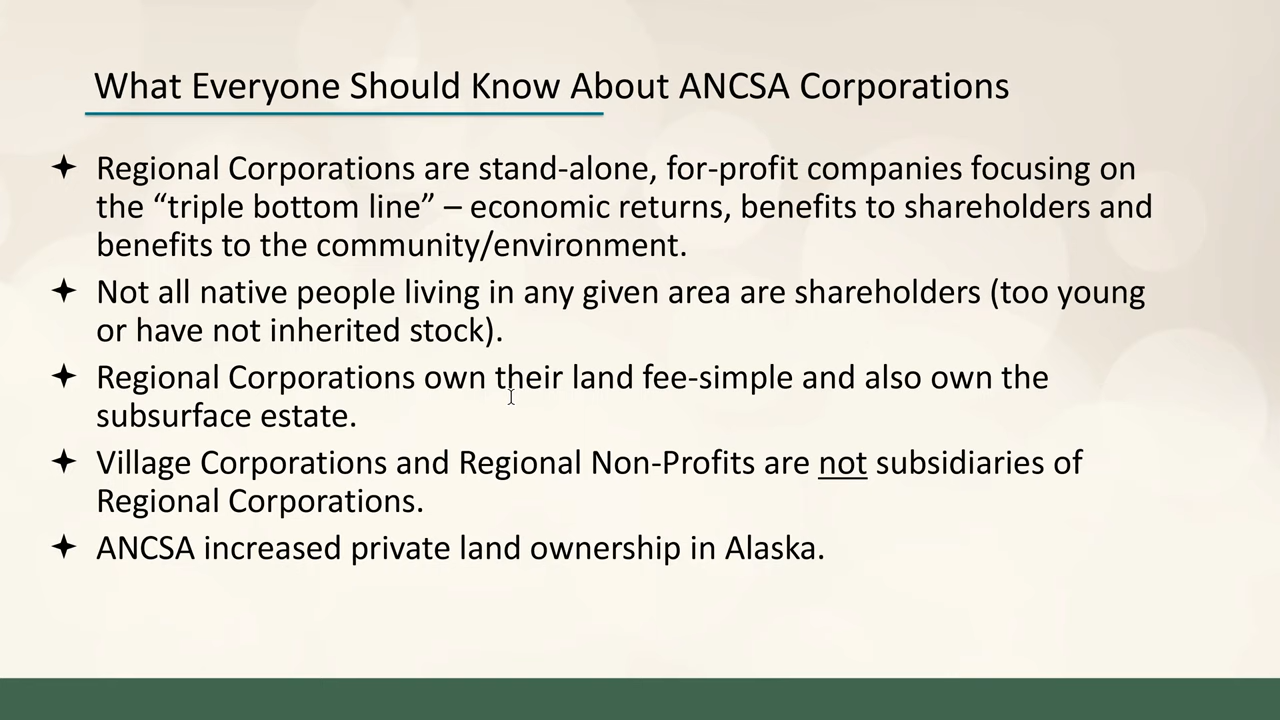 What Everyone Should Know About ANCSA Corporations
Regional Corporations are stand-alone, for-profit companies focusing on
the “triple bottom line” – economic returns, benefits to shareholders and
benefits to the community/environment.
Not all native people living in any given area are shareholders (too young
or have not inherited stock).
Regional Corporations own their land fee-simple and also own the
subsurface estate.
Village Corporations and Regional Non-Profits are not subsidiaries of
Regional Corporations.
ANCSA increased private land ownership in Alaska.